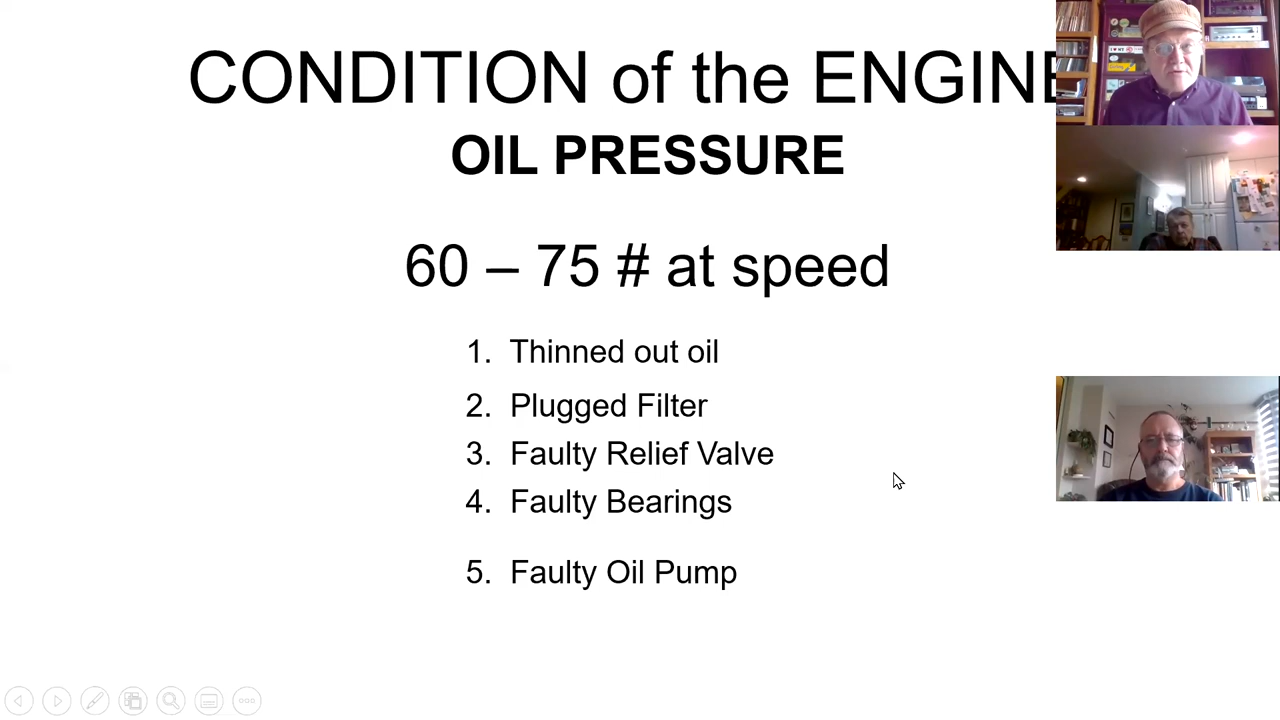 CONDITION of the ENGINE
OIL PRESSURE
60 – 75 # at speed
1. Thinned out oil
2. Plugged Filter
3. Faulty Relief Valve
4. Faulty Bearings
5. Faulty Oil Pump